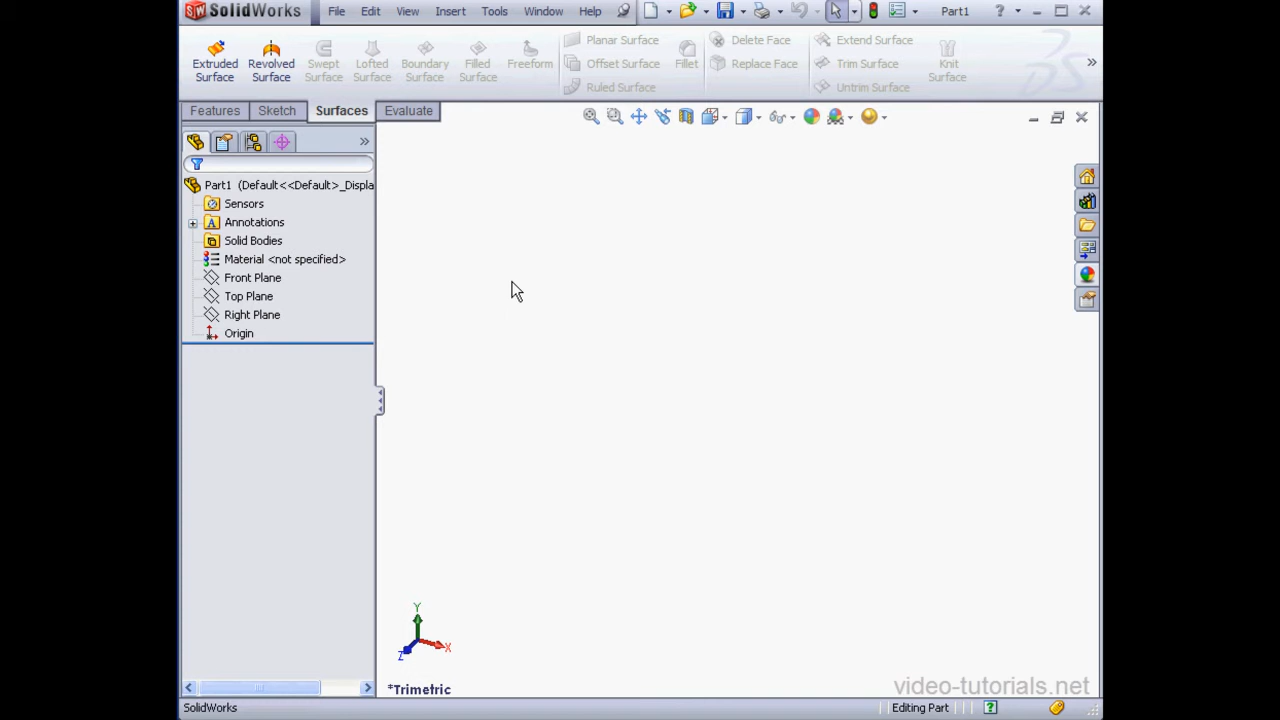 SolidWorks File Edit View Insert Tools Window Help Part1 ?
Extruded Surface
Revolved Surface
Swept Surface
Lofted Surface
Boundary Surface
Filled Surface
Freeform
Planar Surface
Offset Surface
Ruled Surface
Fillet
Delete Face
Replace Face
Extend Surface
Trim Surface
Untrim Surface
Knit Surface
»
Features Sketch Surfaces Evaluate
»
Part1 (Default<<Default>_Displa
Sensors
Annotations
Solid Bodies
Material <not specified>
Front Plane
Top Plane
Right Plane
Origin
Y
X
Z
*Trimetric
video-tutorials.net
SolidWorks Editing Part ?